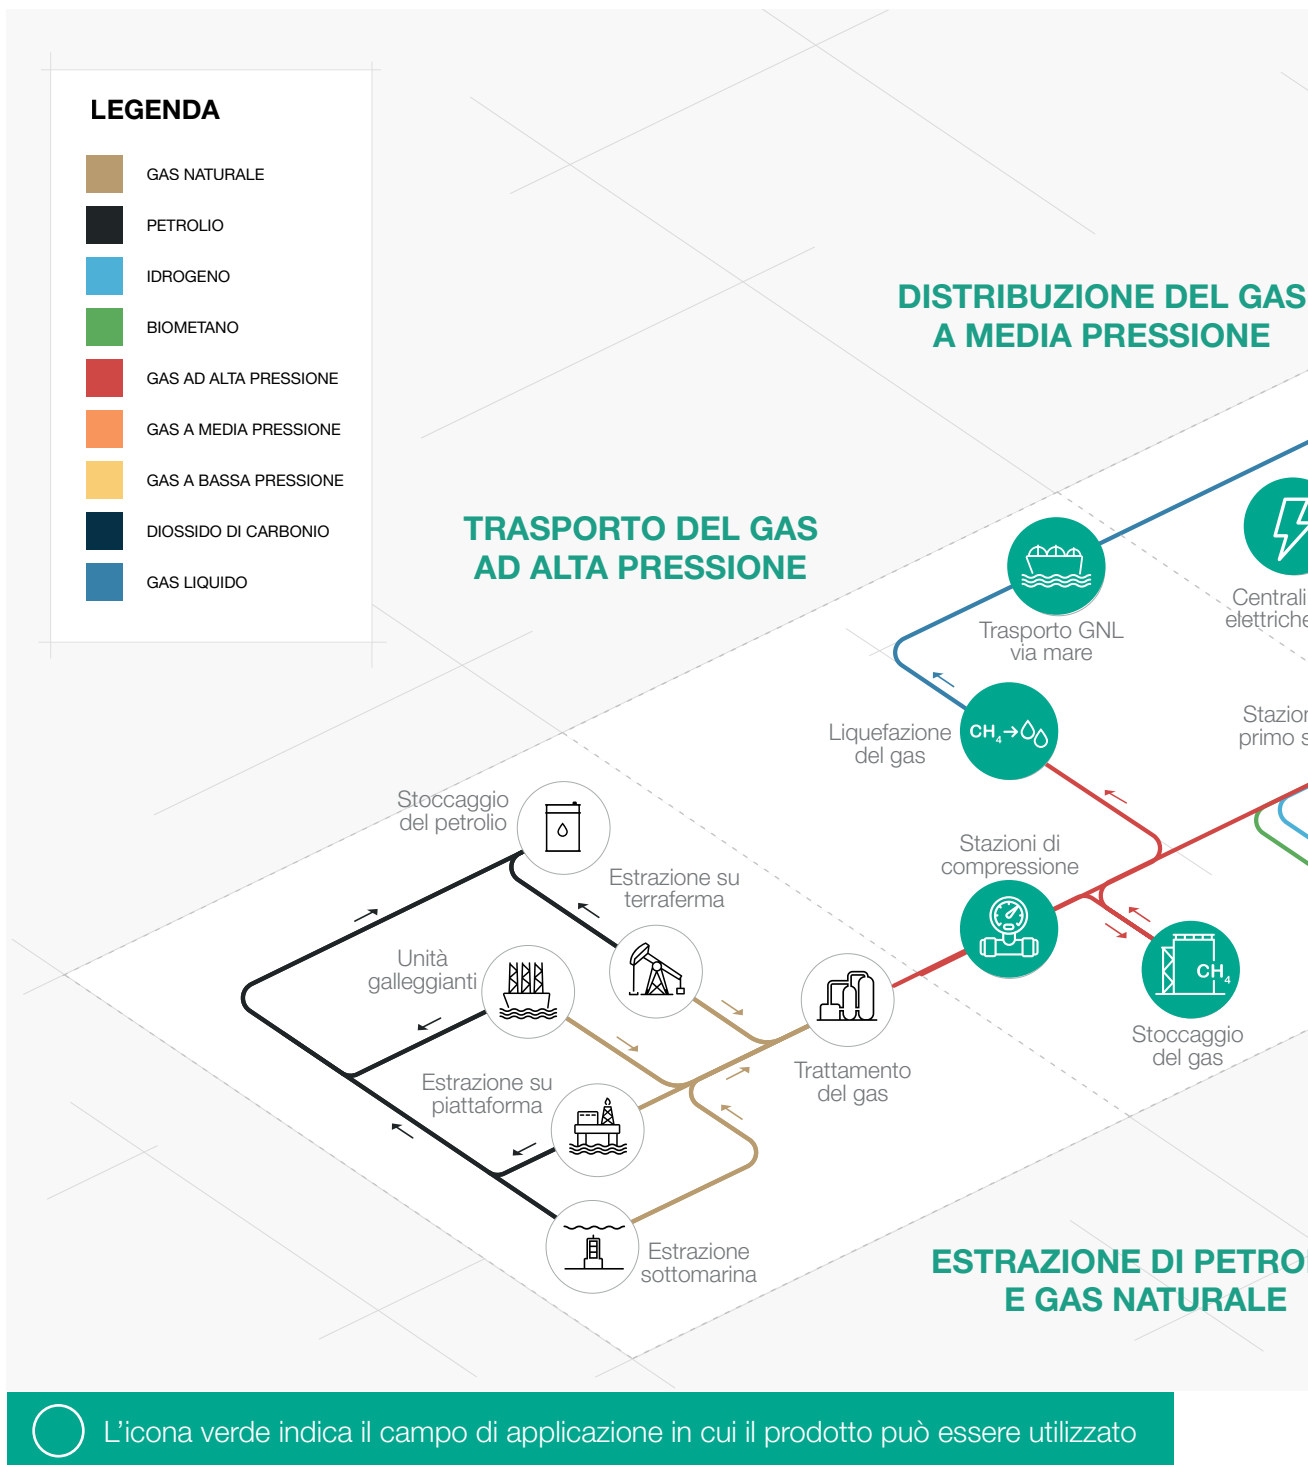 LEGENDA
GAS NATURALE
PETROLIO
IDROGENO
BIOMETANO
GAS AD ALTA PRESSIONE
GAS A MEDIA PRESSIONE
GAS A BASSA PRESSIONE
DIOSSIDO DI CARBONIO
GAS LIQUIDO
DISTRIBUZIONE DEL GAS
A MEDIA PRESSIONE
TRASPORTO DEL GAS
AD ALTA PRESSIONE
Centrali
elettriche
Trasporto GNL
via mare
primo
Liquefazione
del gas
CH₄→
Stoccaggio
del petrolio
Stazioni di
compressione
Estrazione su
terraferma
Unità
galleggianti
CH₄
Stoccaggio
del gas
Trattamento
del gas
Estrazione su
piattaforma
Estrazione
sottomarina
ESTRAZIONE DI
E GAS NATURALE
L'icona verde indica il campo di applicazione in cui il prodotto può essere utilizzato